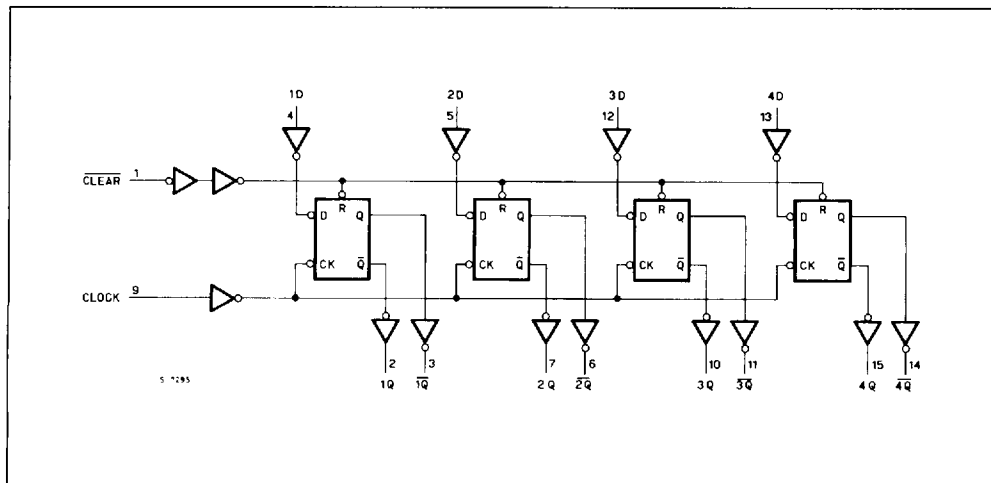 1D 2D 3D 4D
4 5 12 13
CLEAR 1
R R R R
D Q D Q D Q D Q
CK Q̅ CK Q̅ CK Q̅ CK Q̅
CLOCK 9
2 3 7 6 10 11 15 14
1Q 1Q̅ 2Q 2Q̅ 3Q 3Q̅ 4Q 4Q̅